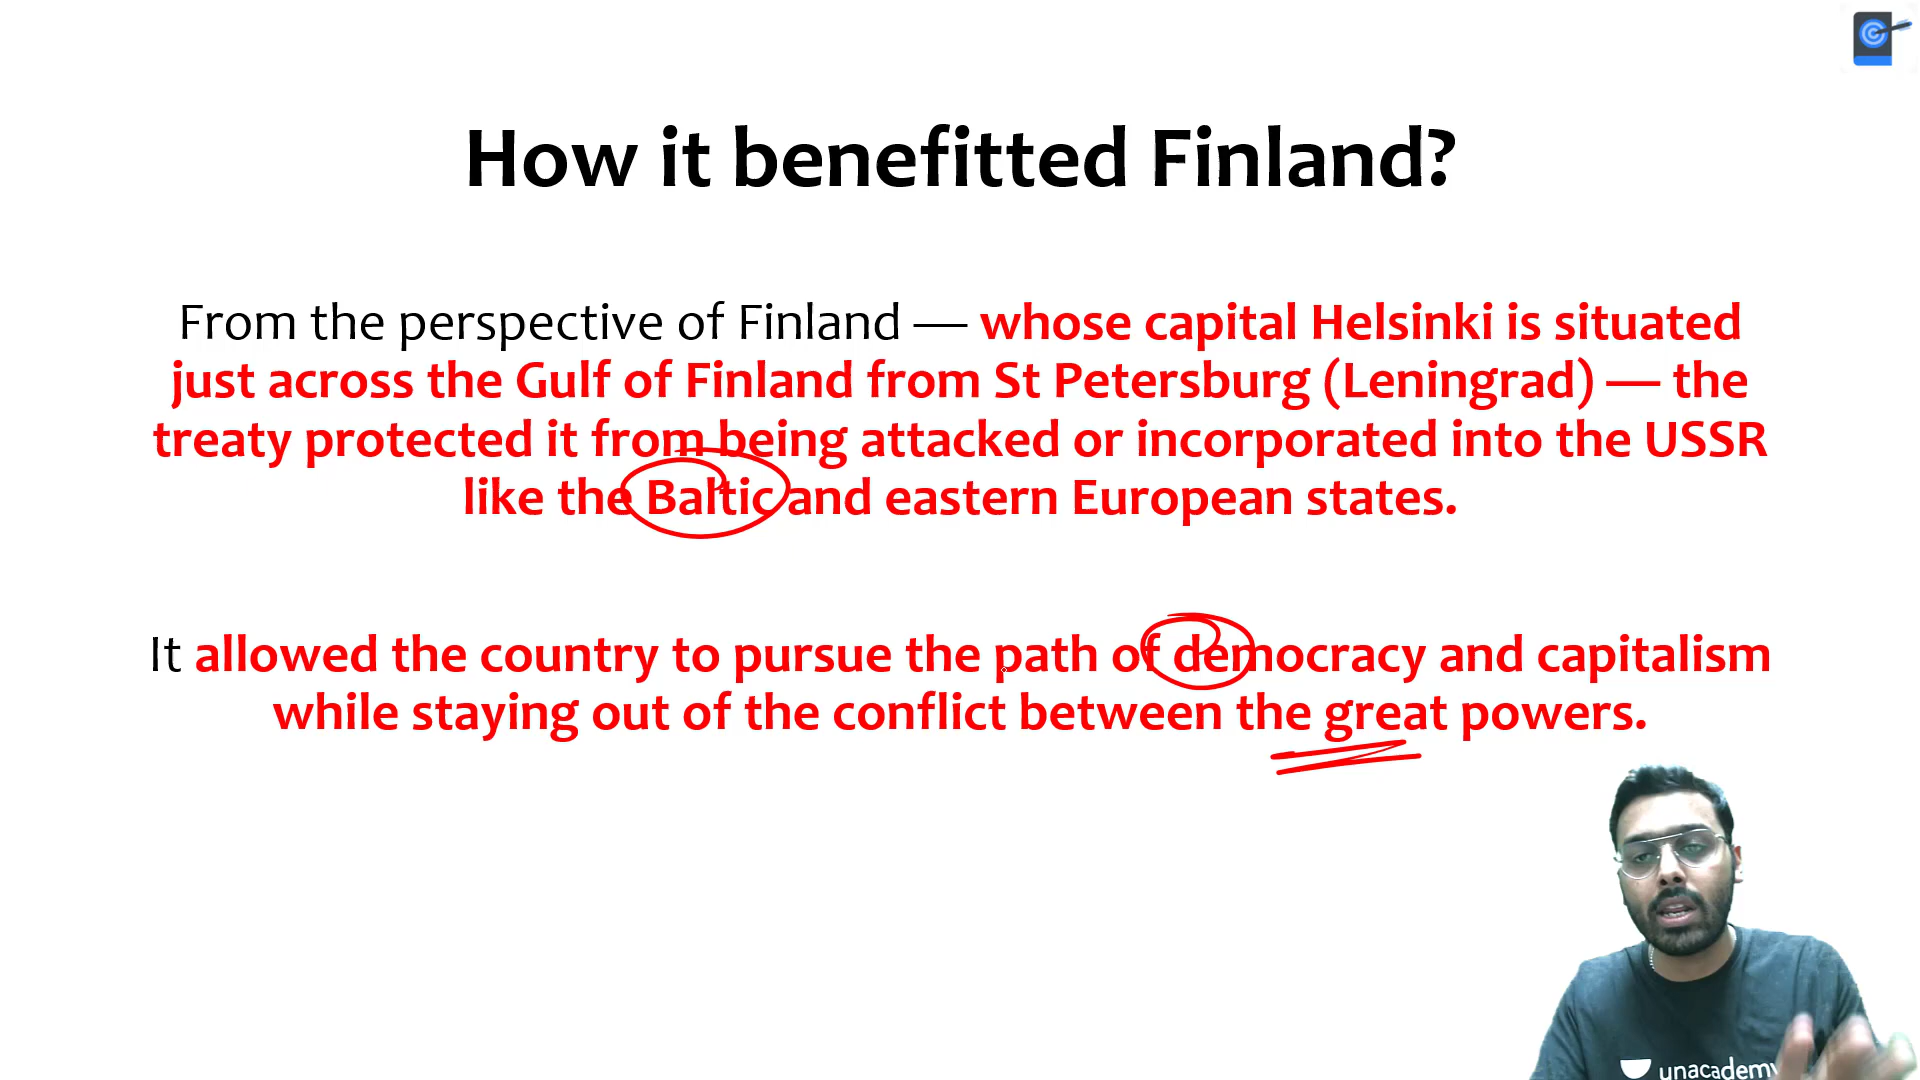 How it benefitted Finland?
From the perspective of Finland — whose capital Helsinki is situated
just across the Gulf of Finland from St Petersburg (Leningrad) — the
treaty protected it from being attacked or incorporated into the USSR
like the Baltic and eastern European states.
It allowed the country to pursue the path of democracy and capitalism
while staying out of the conflict between the great powers.
unacademy